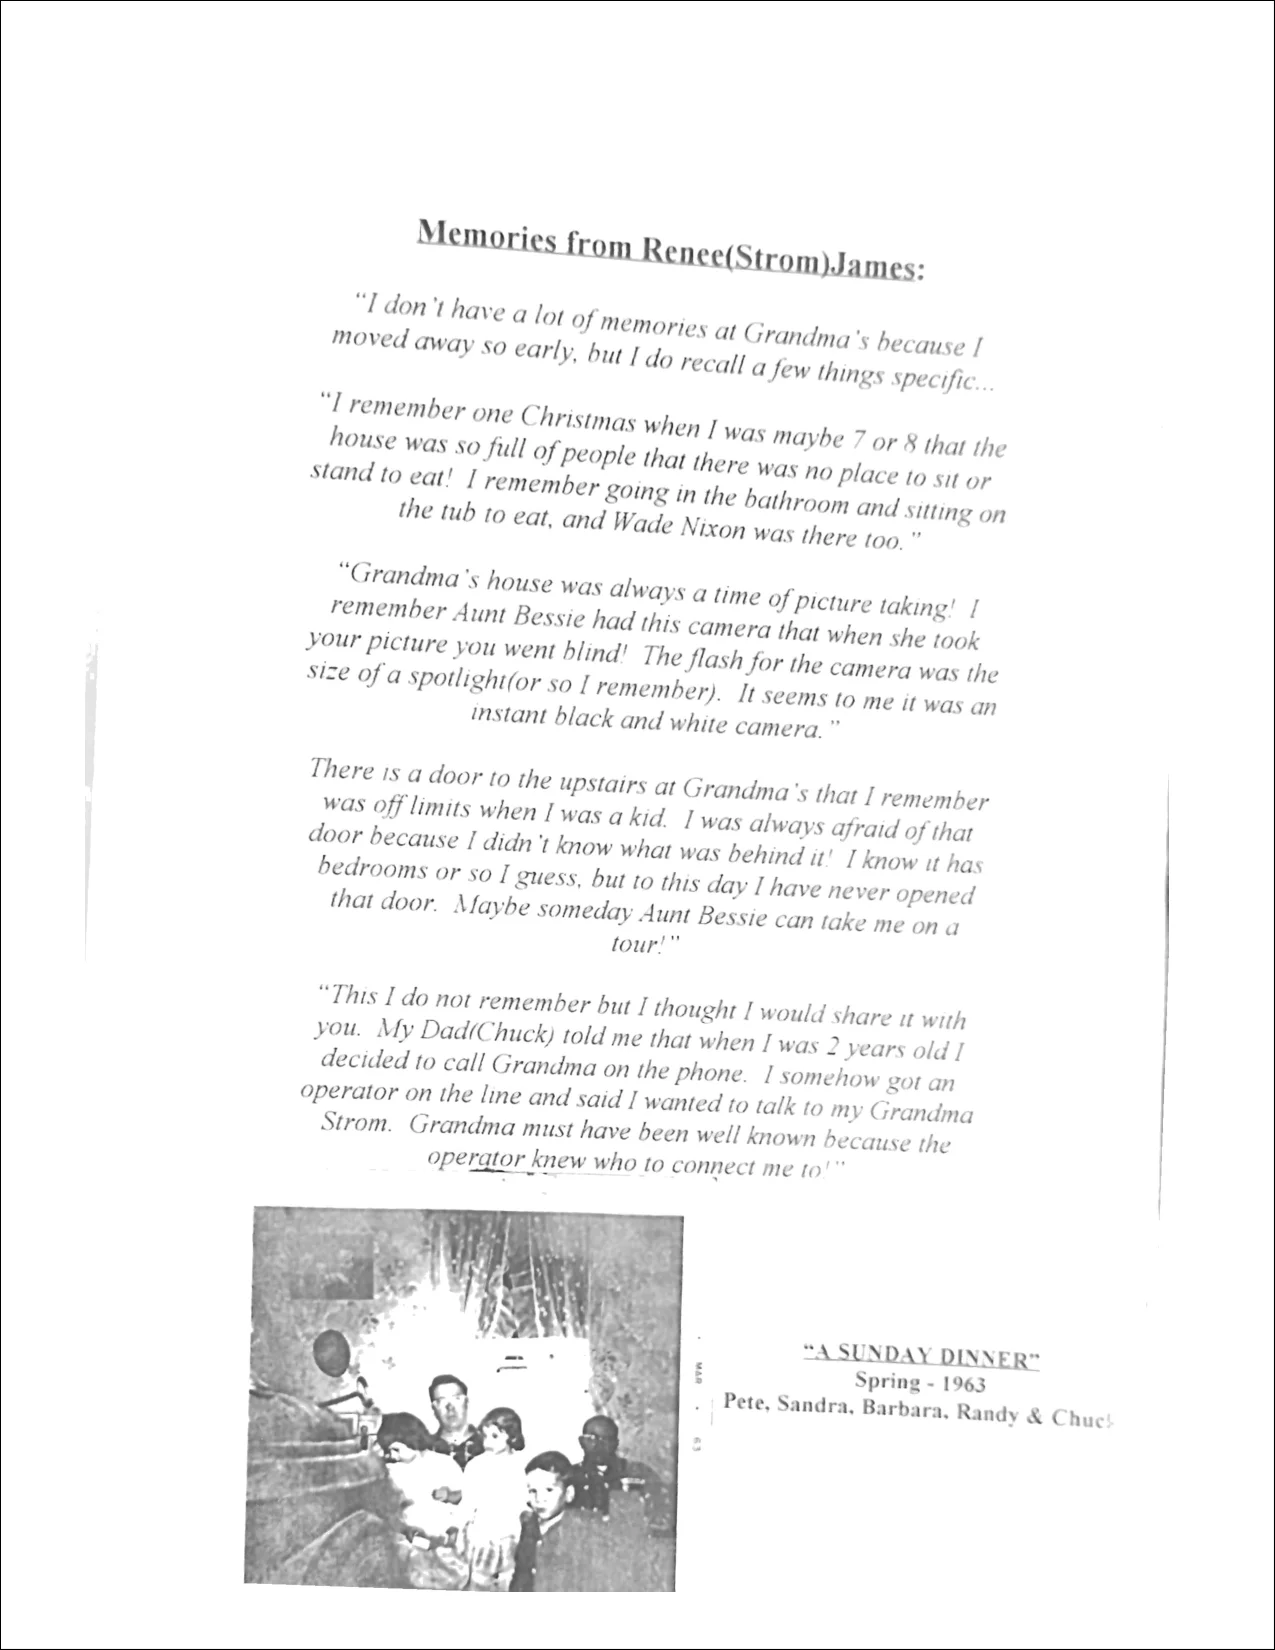 Memories from Renee(Strom)James:
“I don’t have a lot of memories at Grandma’s because I
moved away so early, but I do recall a few things specific...
“I remember one Christmas when I was maybe 7 or 8 that the
house was so full of people that there was no place to sit or
stand to eat!  I remember going in the bathroom and sitting on
the tub to eat, and Wade Nixon was there too.”
“Grandma’s house was always a time of picture taking!  I
remember Aunt Bessie had this camera that when she took
your picture you went blind!  The flash for the camera was the
size of a spotlight(or so I remember).  It seems to me it was an
instant black and white camera.”
There is a door to the upstairs at Grandma’s that I remember
was off limits when I was a kid.  I was always afraid of that
door because I didn’t know what was behind it!  I know it has
bedrooms or so I guess, but to this day I have never opened
that door.  Maybe someday Aunt Bessie can take me on a
tour!”
“This I do not remember but I thought I would share it with
you.  My Dad(Chuck) told me that when I was 2 years old I
decided to call Grandma on the phone.  I somehow got an
operator on the line and said I wanted to talk to my Grandma
Strom.  Grandma must have been well known because the
operator knew who to connect me to!”
“A SUNDAY DINNER”
Spring - 1963
Pete, Sandra, Barbara, Randy & Chuck
MAR · 63